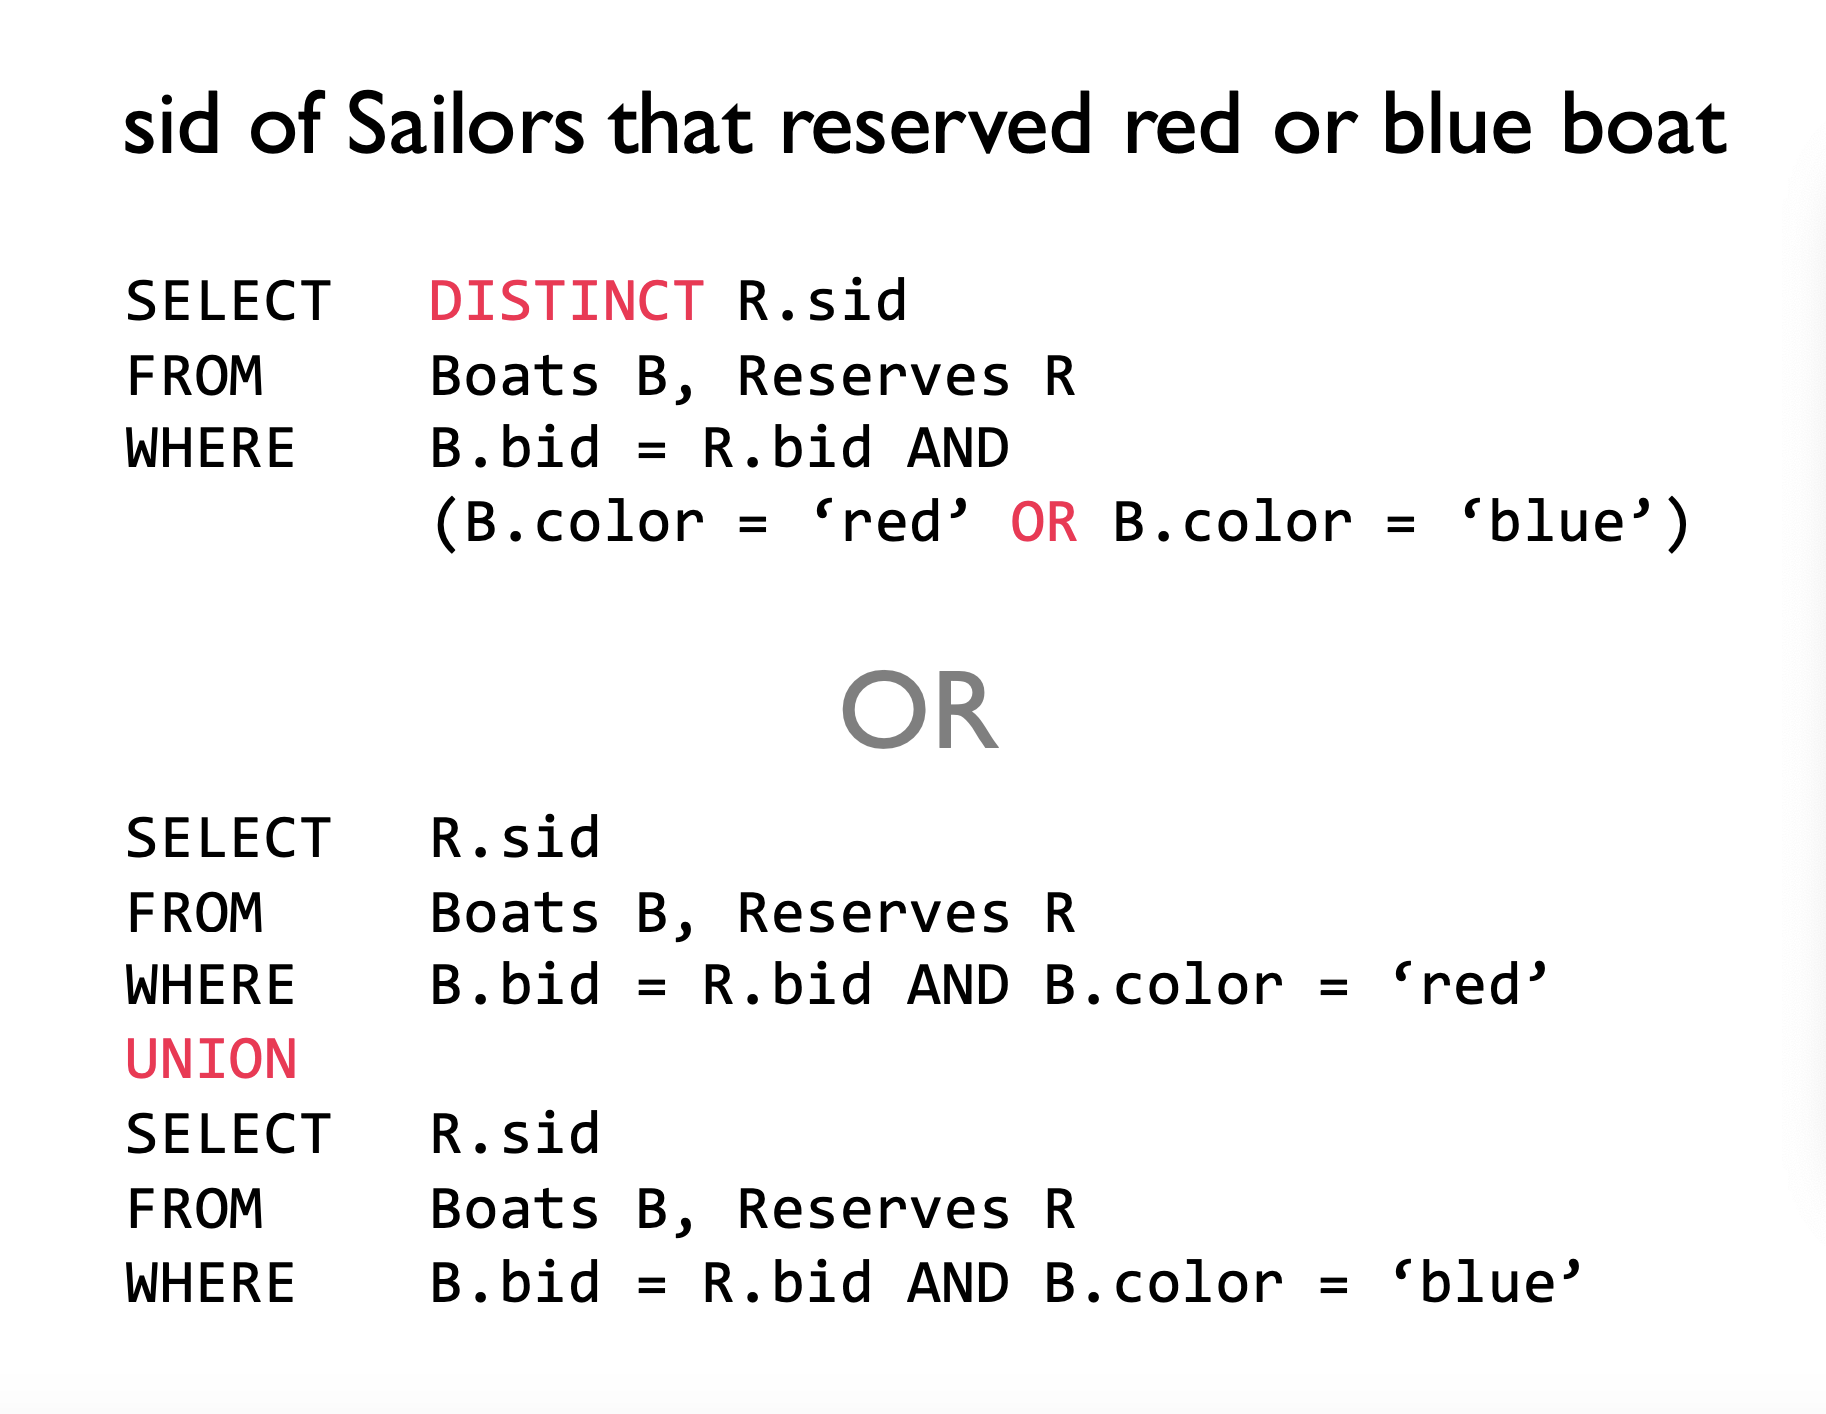 sid of Sailors that reserved red or blue boat
SELECT DISTINCT R.sid
FROM Boats B, Reserves R
WHERE B.bid = R.bid AND
(B.color = ‘red’ OR B.color = ‘blue’)
OR
SELECT R.sid
FROM Boats B, Reserves R
WHERE B.bid = R.bid AND B.color = ‘red’
UNION
SELECT R.sid
FROM Boats B, Reserves R
WHERE B.bid = R.bid AND B.color = ‘blue’